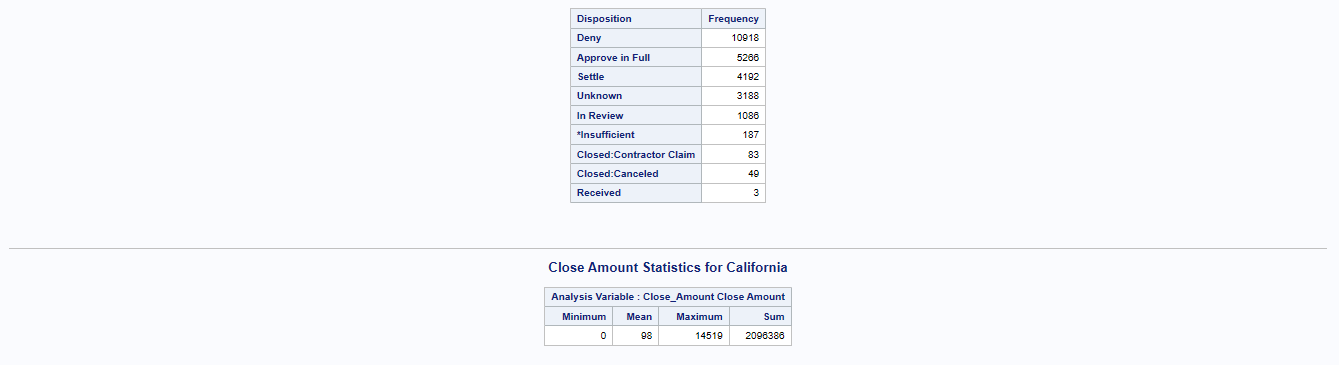 Disposition Frequency
Deny 10918
Approve in Full 5266
Settle 4192
Unknown 3188
In Review 1086
*Insufficient 187
Closed:Contractor Claim 83
Closed:Canceled 49
Received 3
Close Amount Statistics for California
Analysis Variable : Close_Amount Close Amount
Minimum Mean Maximum Sum
0 98 14519 2096386